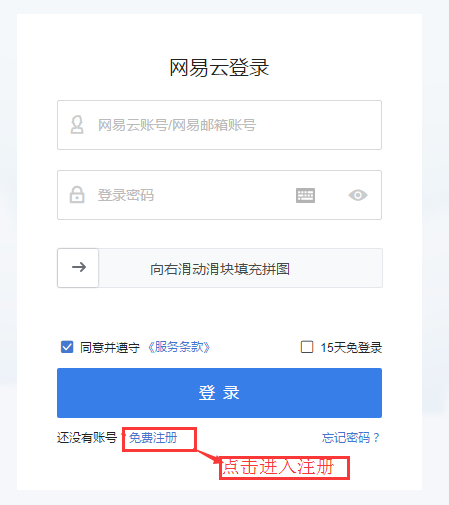 网易云登录
网易云账号/网易邮箱账号
登录密码
向右滑动滑块填充拼图
同意并遵守《服务条款》 15天免登录
登录
还没有账号？免费注册 忘记密码？
点击进入注册